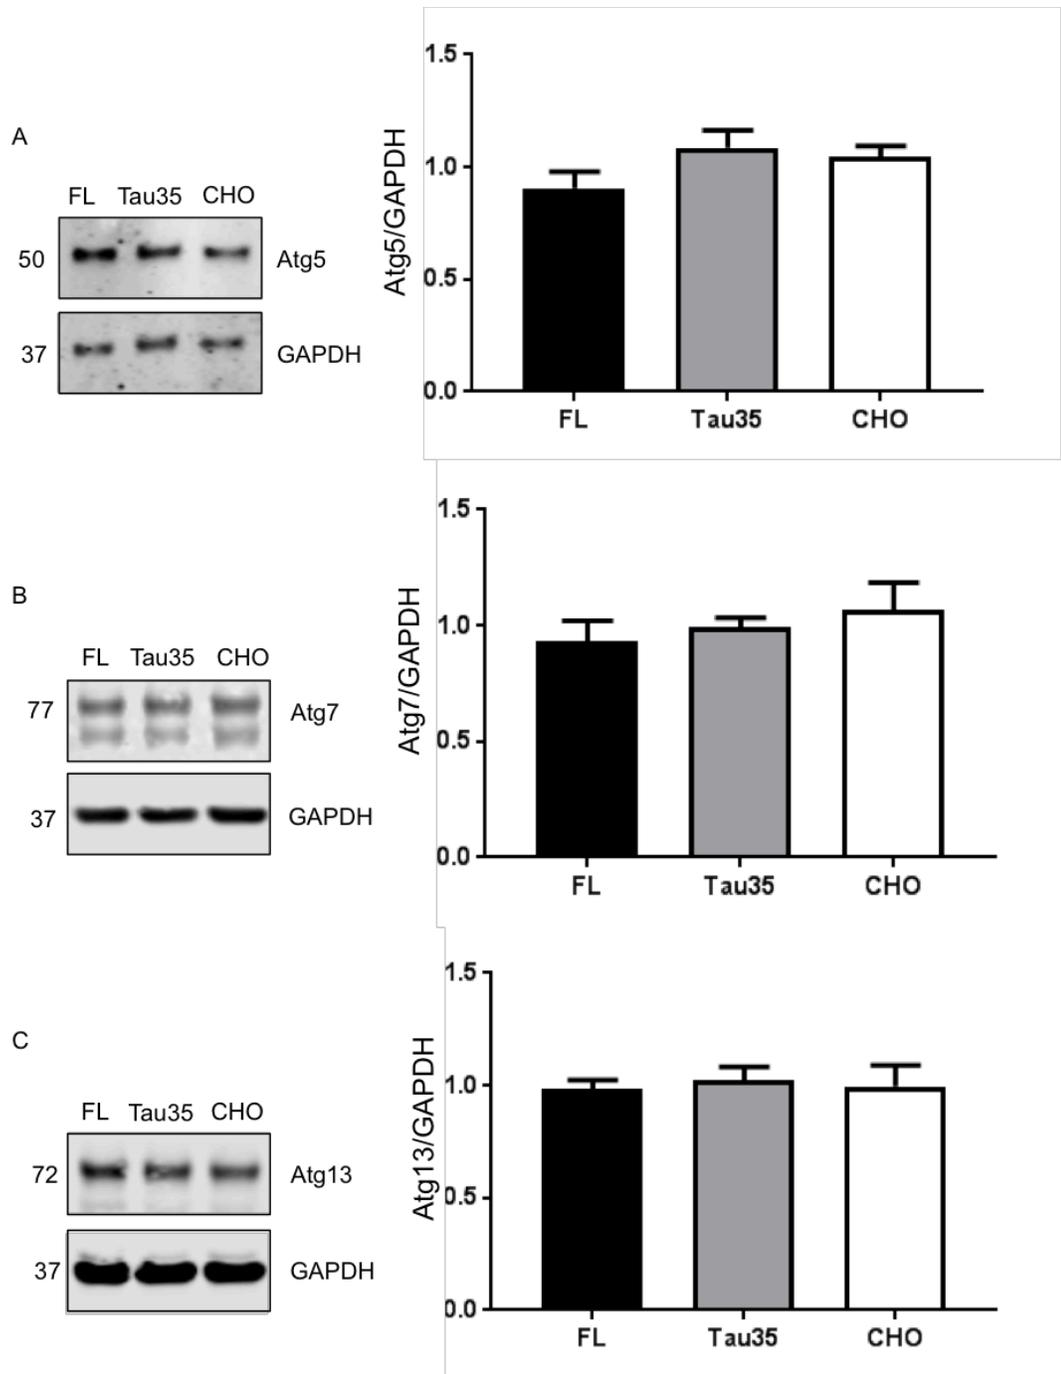 A
FL Tau35 CHO
50 Atg5
37 GAPDH
Atg5/GAPDH
1.5
1.0
0.5
0.0
FL Tau35 CHO
B
FL Tau35 CHO
77 Atg7
37 GAPDH
Atg7/GAPDH
1.5
1.0
0.5
0.0
FL Tau35 CHO
C
FL Tau35 CHO
72 Atg13
37 GAPDH
Atg13/GAPDH
1.5
1.0
0.5
0.0
FL Tau35 CHO